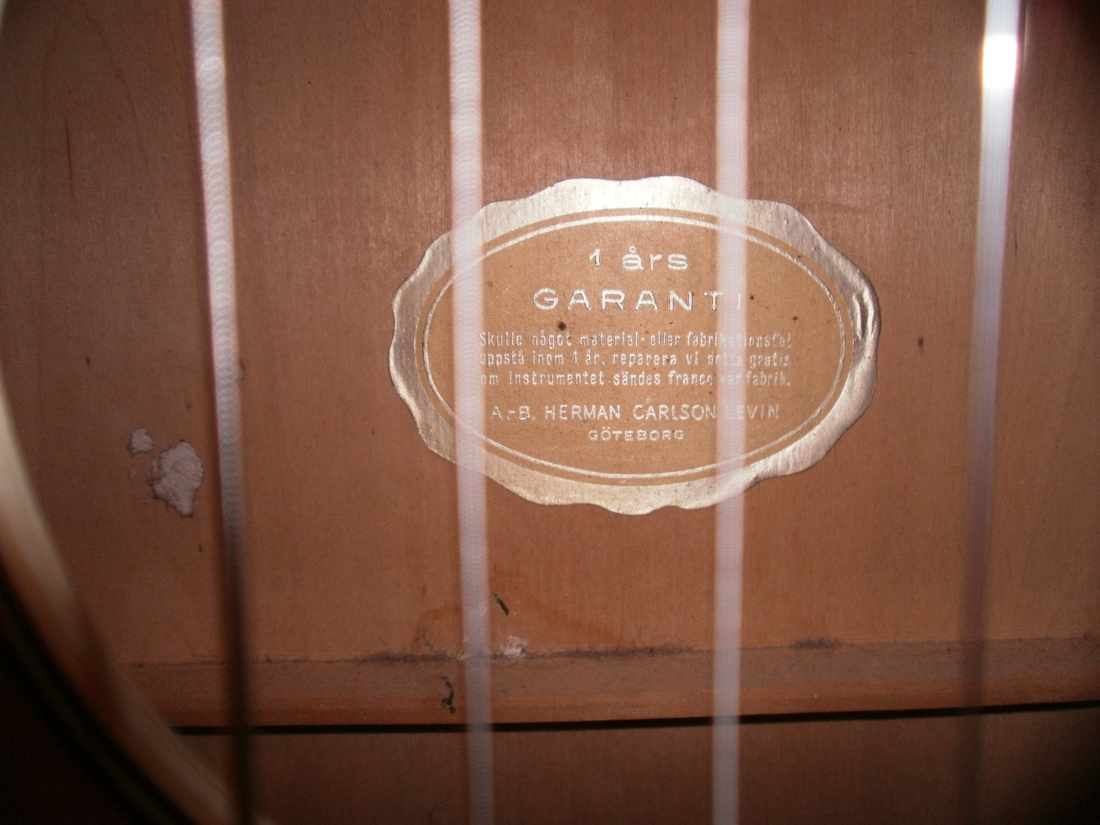 1 års
GARANTI
Skulle något material- eller fabrikationsfel
uppstå inom 1 år, reparera vi detta gratis
om instrumentet sändes franco vår fabrik.
A.-B. HERMAN CARLSON LEVIN
GÖTEBORG